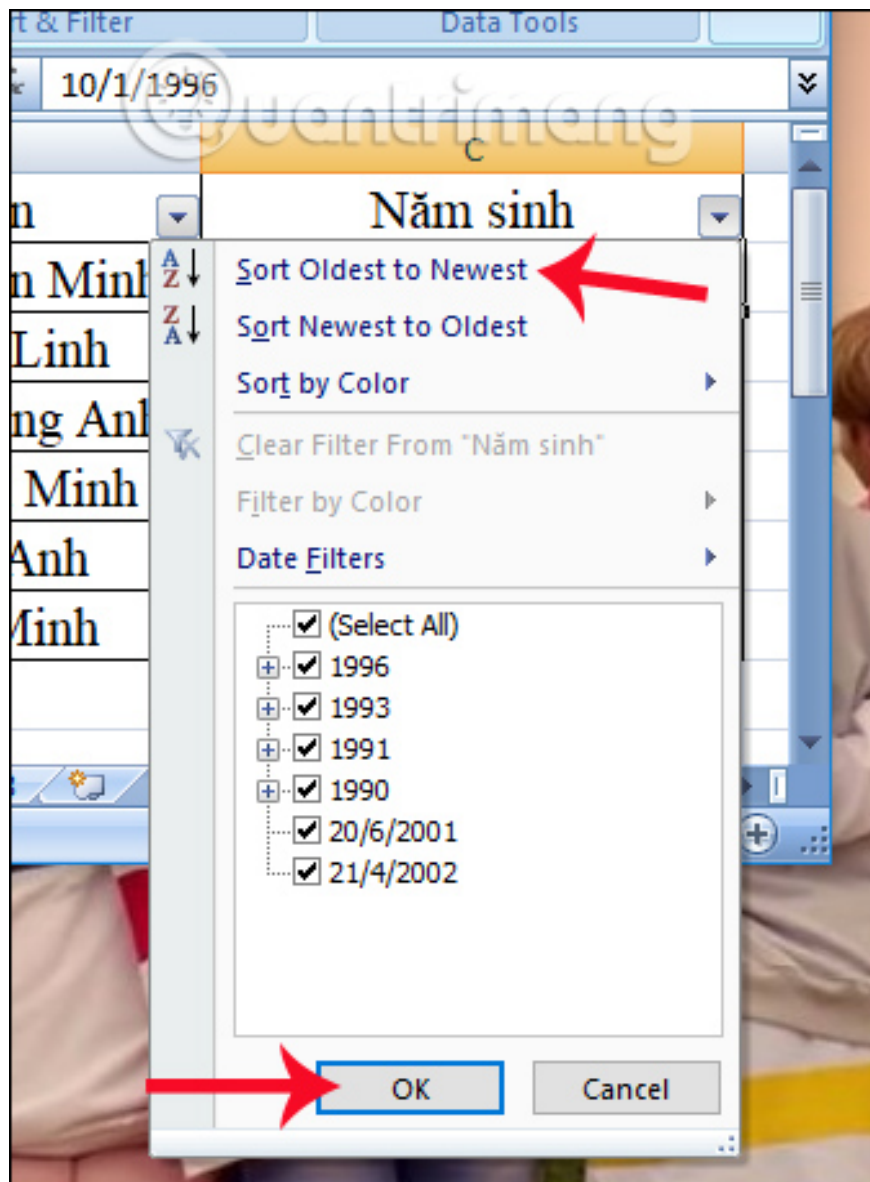 rt & Filter
Data Tools
10/1/1996
Quantrimang
C
n
Năm sinh
n Minh
Linh
ng Anh
Minh
Anh
Minh
Sort Oldest to Newest
Sort Newest to Oldest
Sort by Color
Clear Filter From "Năm sinh"
Filter by Color
Date Filters
(Select All)
1996
1993
1991
1990
20/6/2001
21/4/2002
OK
Cancel